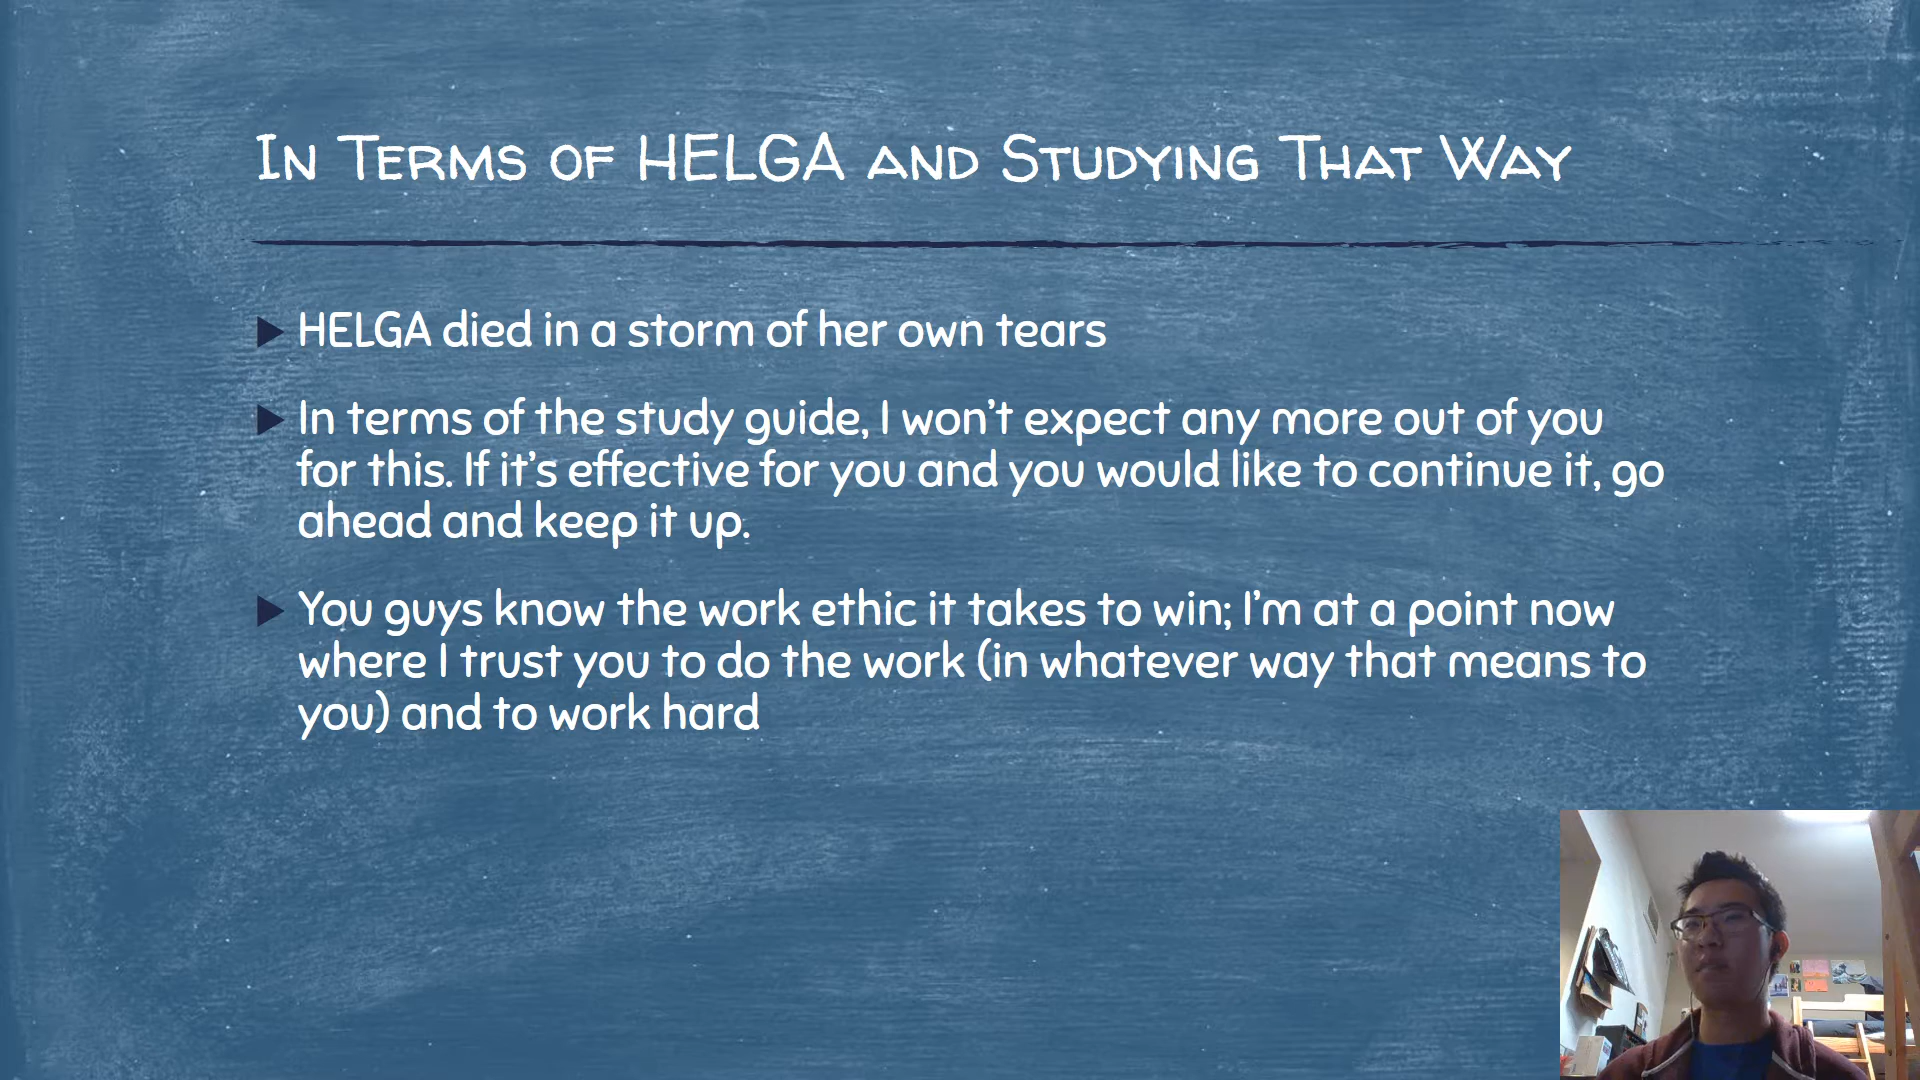 In Terms of HELGA and Studying That Way
HELGA died in a storm of her own tears
In terms of the study guide, I won't expect any more out of you
for this. If it's effective for you and you would like to continue it, go
ahead and keep it up.
You guys know the work ethic it takes to win; I'm at a point now
where I trust you to do the work (in whatever way that means to
you) and to work hard